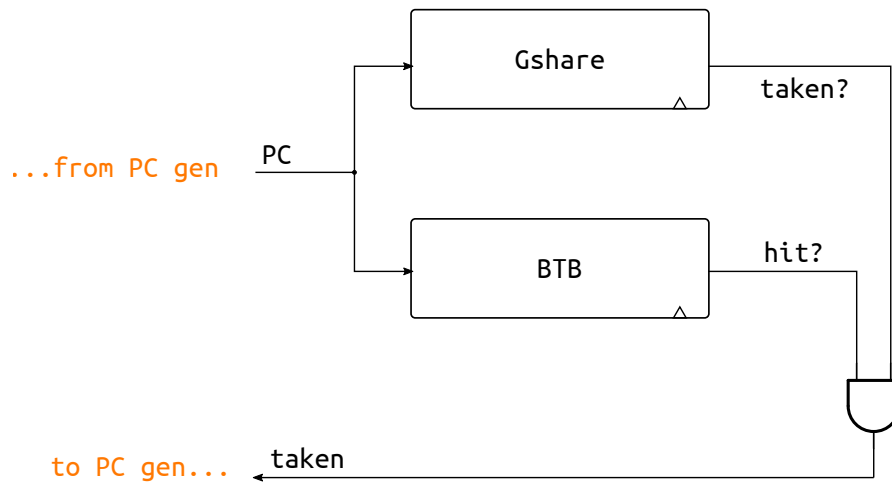 Gshare
taken?
PC
...from PC gen
hit?
BTB
taken
to PC gen...